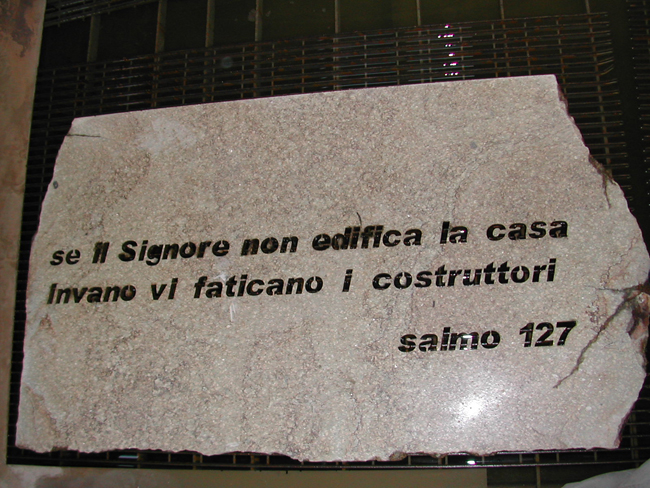 se il Signore non edifica la casa
invano vi faticano i costruttori
salmo 127